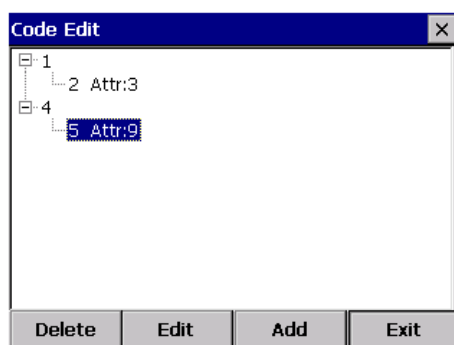 Code Edit
1
2 Attr:3
4
5 Attr:9
Delete Edit Add Exit